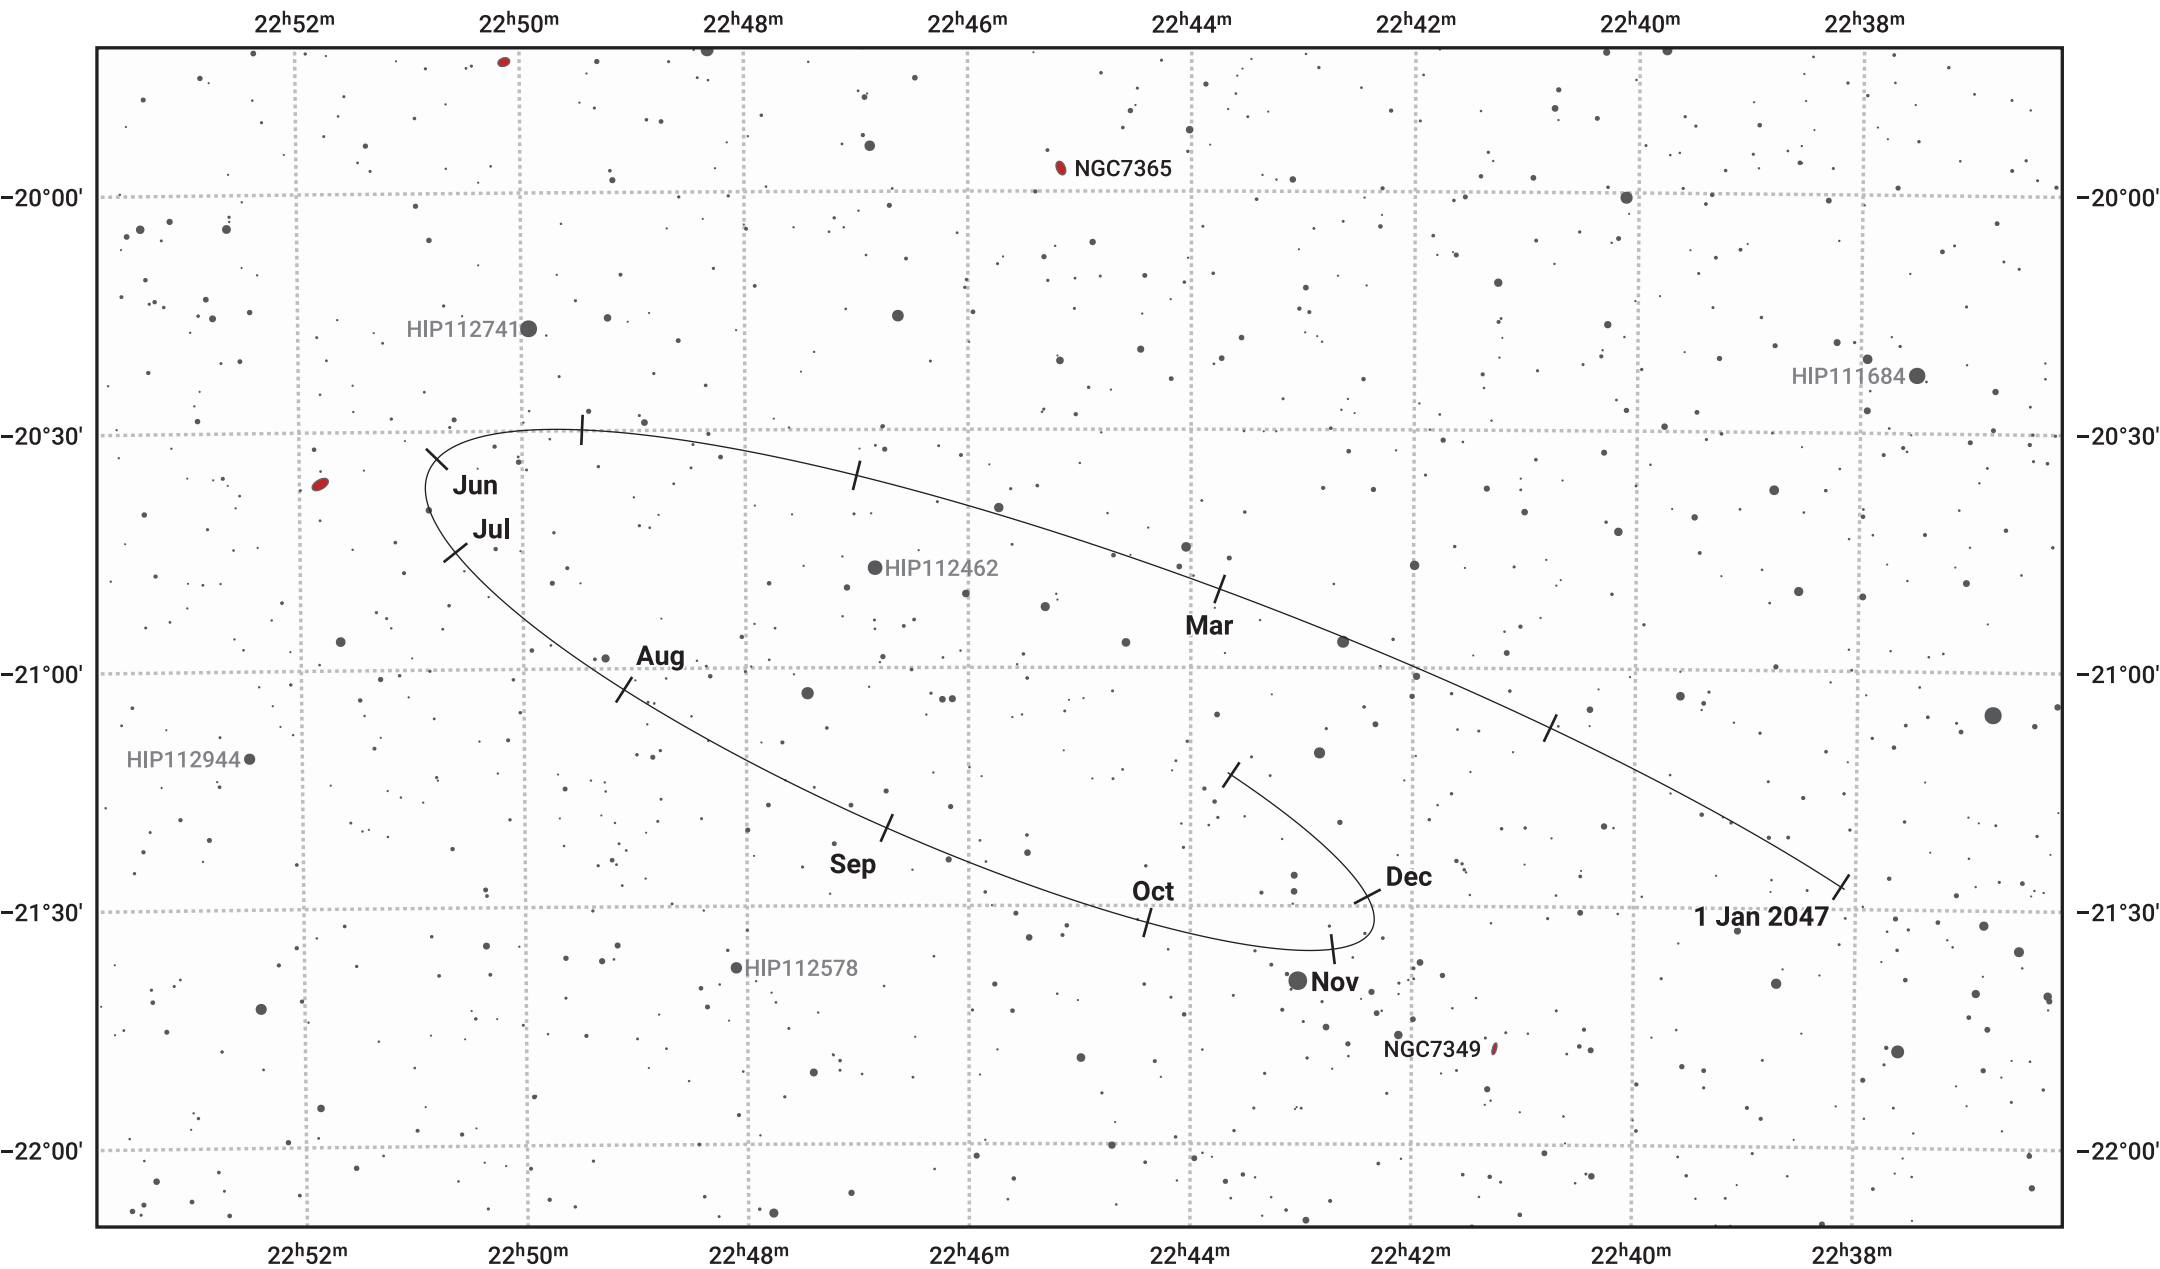 22ʰ52ᵐ 22ʰ50ᵐ 22ʰ48ᵐ 22ʰ46ᵐ 22ʰ44ᵐ 22ʰ42ᵐ 22ʰ40ᵐ 22ʰ38ᵐ
NGC7365
−20°00' −20°00'
HIP112741
HIP111684
−20°30' −20°30'
Jun
Jul
HIP112462
Mar
Aug
−21°00' −21°00'
HIP112944
Sep
Dec
Oct
−21°30' 1 Jan 2047 −21°30'
HIP112578
Nov
NGC7349
−22°00' −22°00'
22ʰ52ᵐ 22ʰ50ᵐ 22ʰ48ᵐ 22ʰ46ᵐ 22ʰ44ᵐ 22ʰ42ᵐ 22ʰ40ᵐ 22ʰ38ᵐ